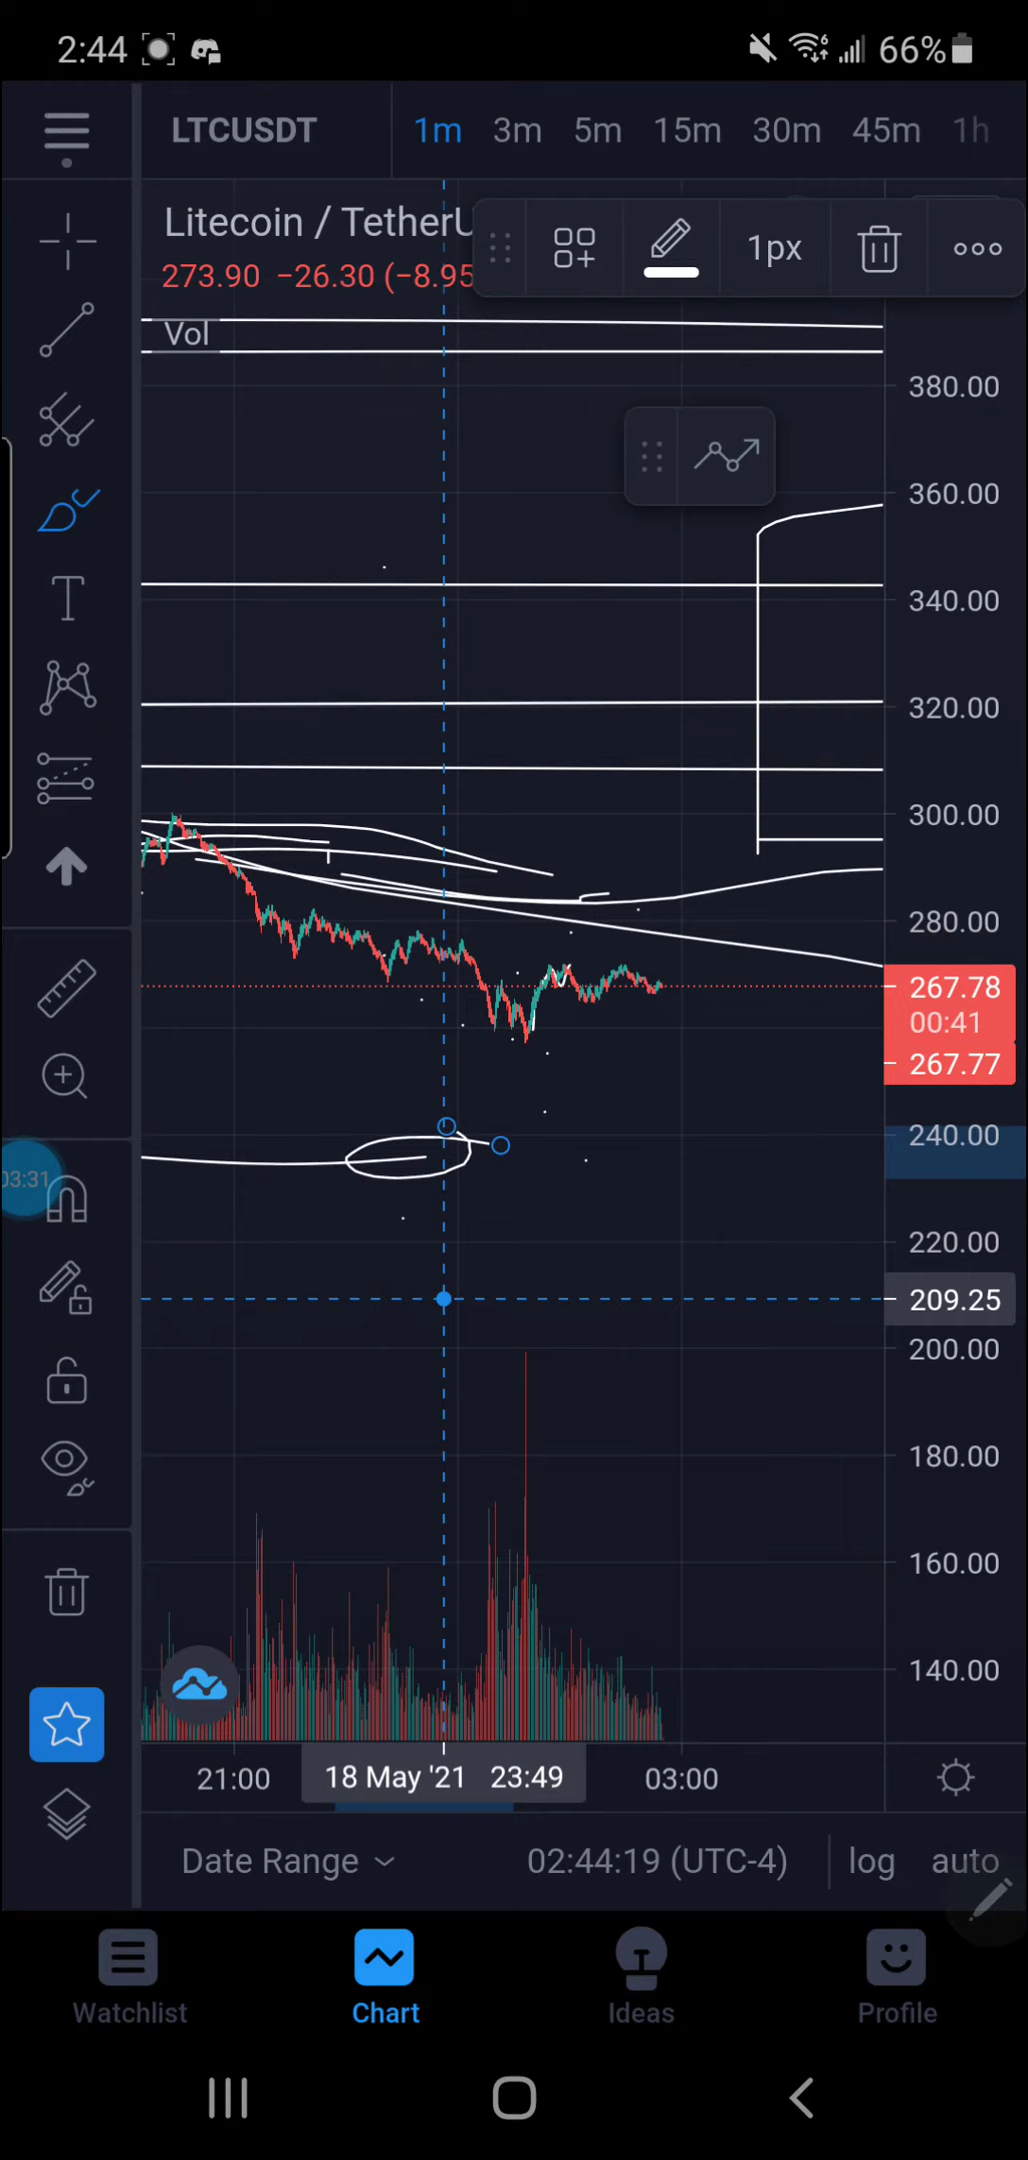 2:44 66%
LTCUSDT 1m 3m 5m 15m 30m 45m 1h
Litecoin / TetherU
1px
273.90 −26.30 (−8.95
Vol
380.00
360.00
340.00
320.00
300.00
280.00
267.78
00:41
267.77
240.00
03:31
220.00
209.25
200.00
180.00
160.00
140.00
21:00 18 May '21 23:49 03:00
Date Range 02:44:19 (UTC-4) log auto
Watchlist Chart Ideas Profile